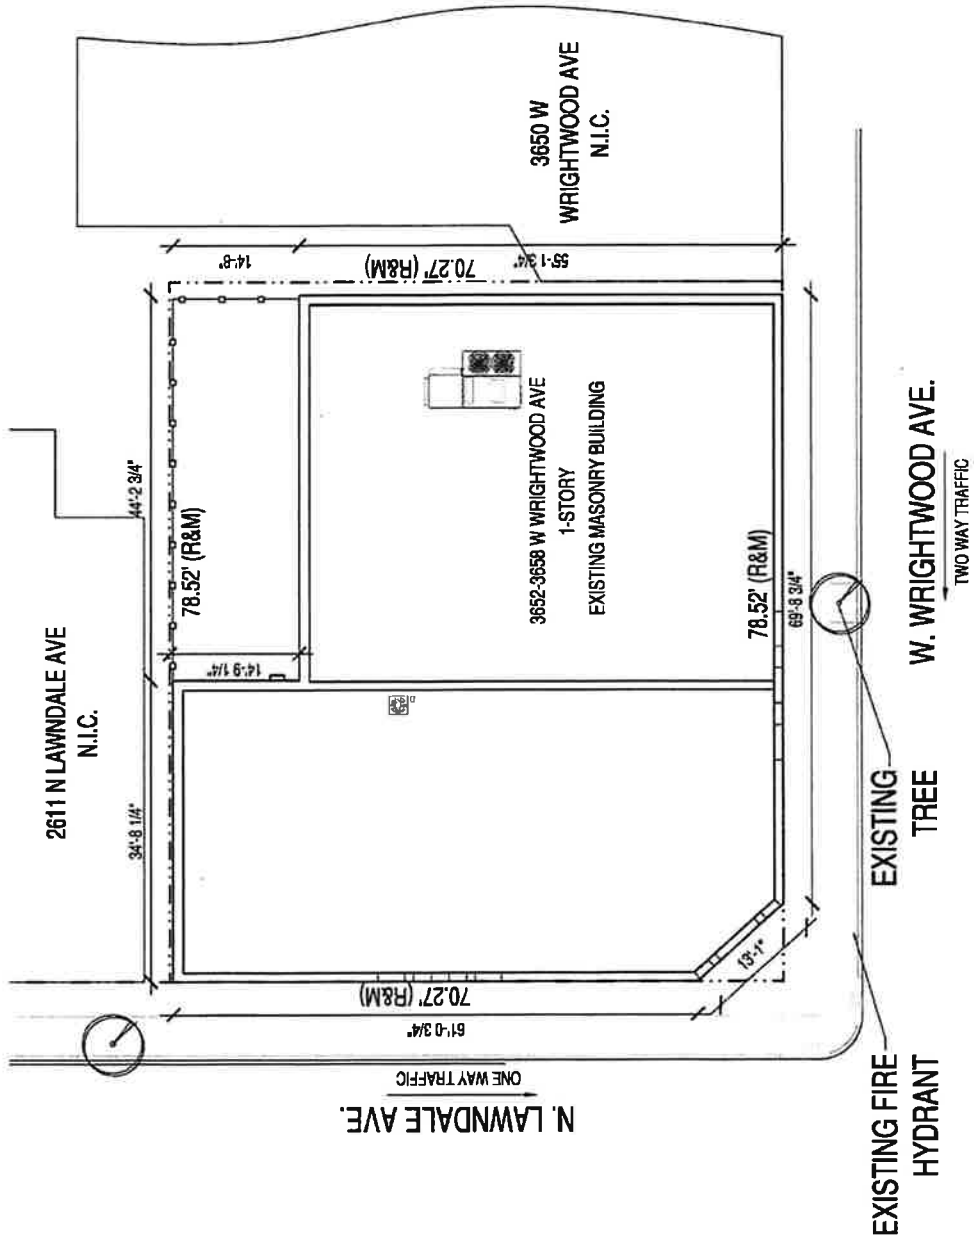 3650 W
WRIGHTWOOD AVE
N.I.C.
14'-8"
70.27' (R&M)
55'-1 3/4"
2611 N LAWNDALE AVE
N.I.C.
44'-2 3/4"
34'-8 1/4"
78.52' (R&M)
14'-9 1/4"
3652-3658 W WRIGHTWOOD AVE
1-STORY
EXISTING MASONRY BUILDING
78.52' (R&M)
69'-8 3/4"
13'-1"
70.27' (R&M)
61'-0 3/4"
ONE WAY TRAFFIC
N. LAWNDALE AVE.
W. WRIGHTWOOD AVE.
TWO WAY TRAFFIC
EXISTING
TREE
EXISTING FIRE
HYDRANT